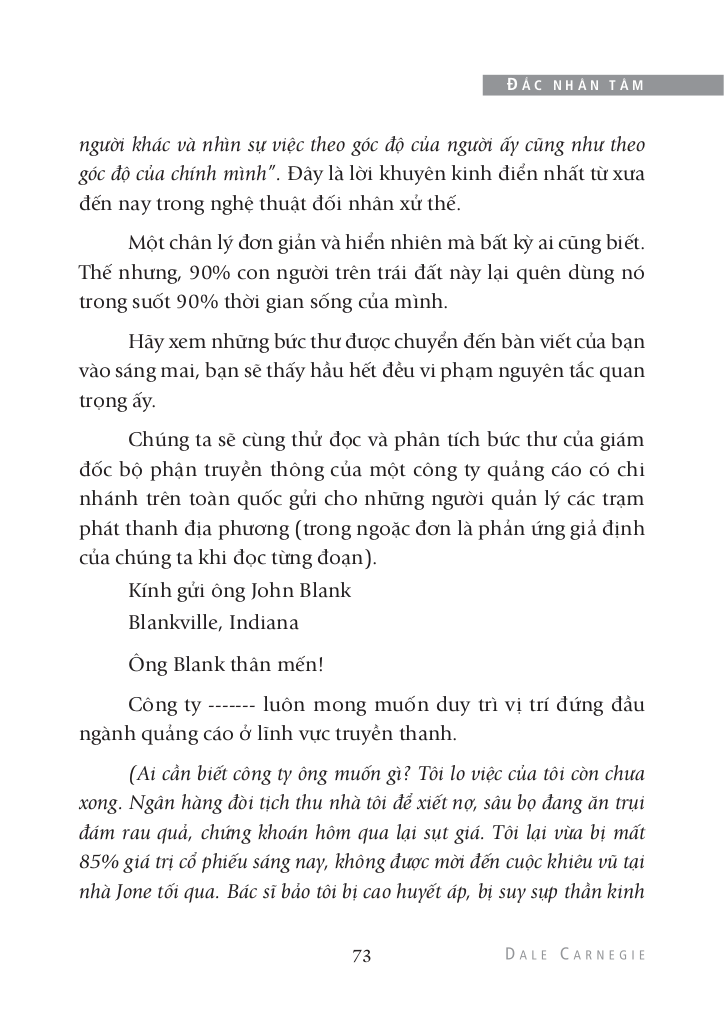 ĐẮC NHÂN TÂM
người khác và nhìn sự việc theo góc độ của người ấy cũng như theo
góc độ của chính mình”. Đây là lời khuyên kinh điển nhất từ xưa
đến nay trong nghệ thuật đối nhân xử thế.
Một chân lý đơn giản và hiển nhiên mà bất kỳ ai cũng biết.
Thế nhưng, 90% con người trên trái đất này lại quên dùng nó
trong suốt 90% thời gian sống của mình.
Hãy xem những bức thư được chuyển đến bàn viết của bạn
vào sáng mai, bạn sẽ thấy hầu hết đều vi phạm nguyên tắc quan
trọng ấy.
Chúng ta sẽ cùng thử đọc và phân tích bức thư của giám
đốc bộ phận truyền thông của một công ty quảng cáo có chi
nhánh trên toàn quốc gửi cho những người quản lý các trạm
phát thanh địa phương (trong ngoặc đơn là phản ứng giả định
của chúng ta khi đọc từng đoạn).
Kính gửi ông John Blank
Blankville, Indiana
Ông Blank thân mến!
Công ty ------- luôn mong muốn duy trì vị trí đứng đầu
ngành quảng cáo ở lĩnh vực truyền thanh.
(Ai cần biết công ty ông muốn gì? Tôi lo việc của tôi còn chưa
xong. Ngân hàng đòi tịch thu nhà tôi để xiết nợ, sâu bọ đang ăn trụi
đám rau quả, chứng khoán hôm qua lại sụt giá. Tôi lại vừa bị mất
85% giá trị cổ phiếu sáng nay, không được mời đến cuộc khiêu vũ tại
nhà Jone tối qua. Bác sĩ bảo tôi bị cao huyết áp, bị suy sụp thần kinh
73
DALE CARNEGIE